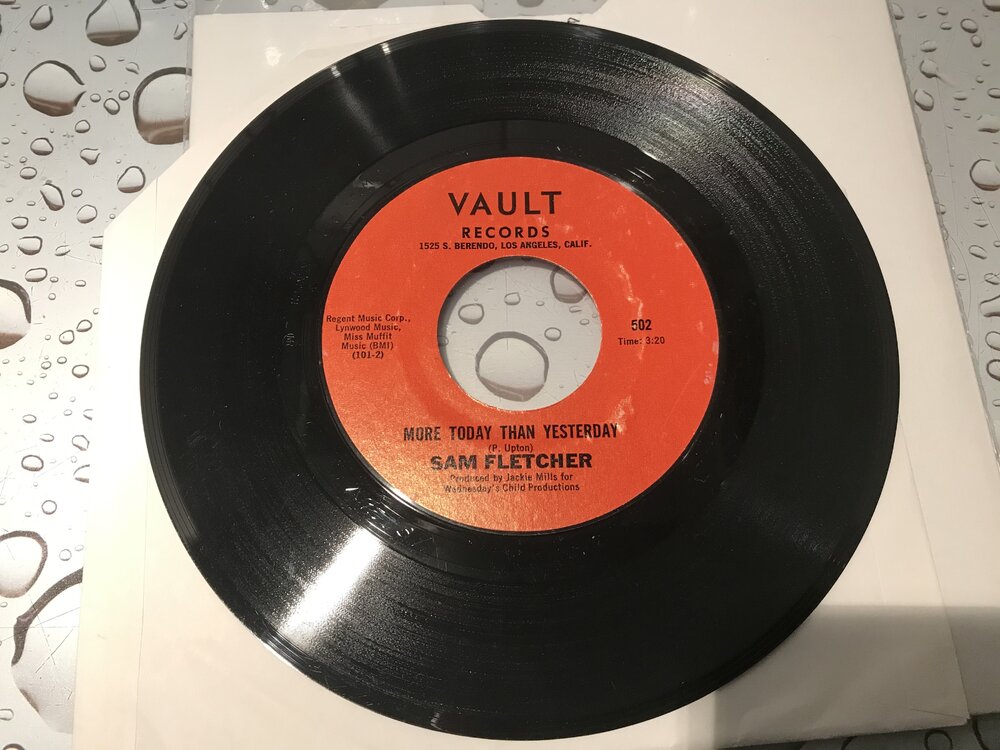 VAULT
RECORDS
1525 S. BERENDO, LOS ANGELES, CALIF.
Regent Music Corp.,
Lynwood Music,
Miss Muffit
Music (BMI)
(101-2)
502
Time: 3:20
MORE TODAY THAN YESTERDAY
(P. Upton)
SAM FLETCHER
Produced by Jackie Mills for
Wednesday's Child Productions